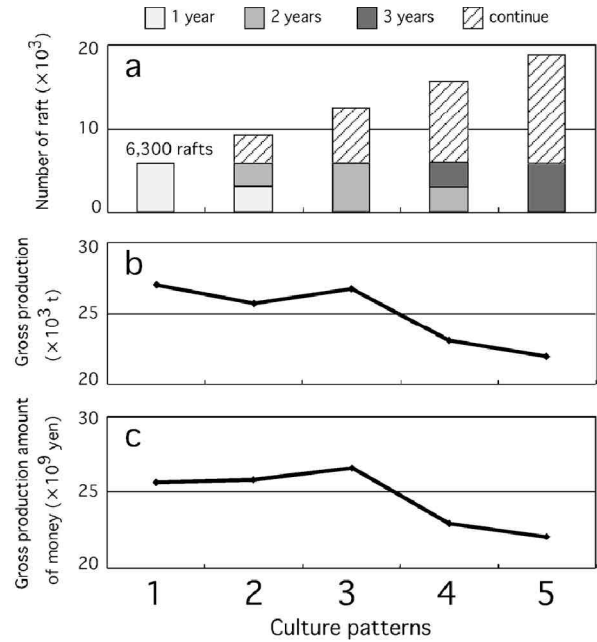 1 year 2 years 3 years continue
Number of raft (×10³)
20
10
0
a
6,300 rafts
Gross production
(×10³ t)
30
25
20
b
Gross production amount
of money (×10⁹ yen)
30
25
20
c
1 2 3 4 5
Culture patterns